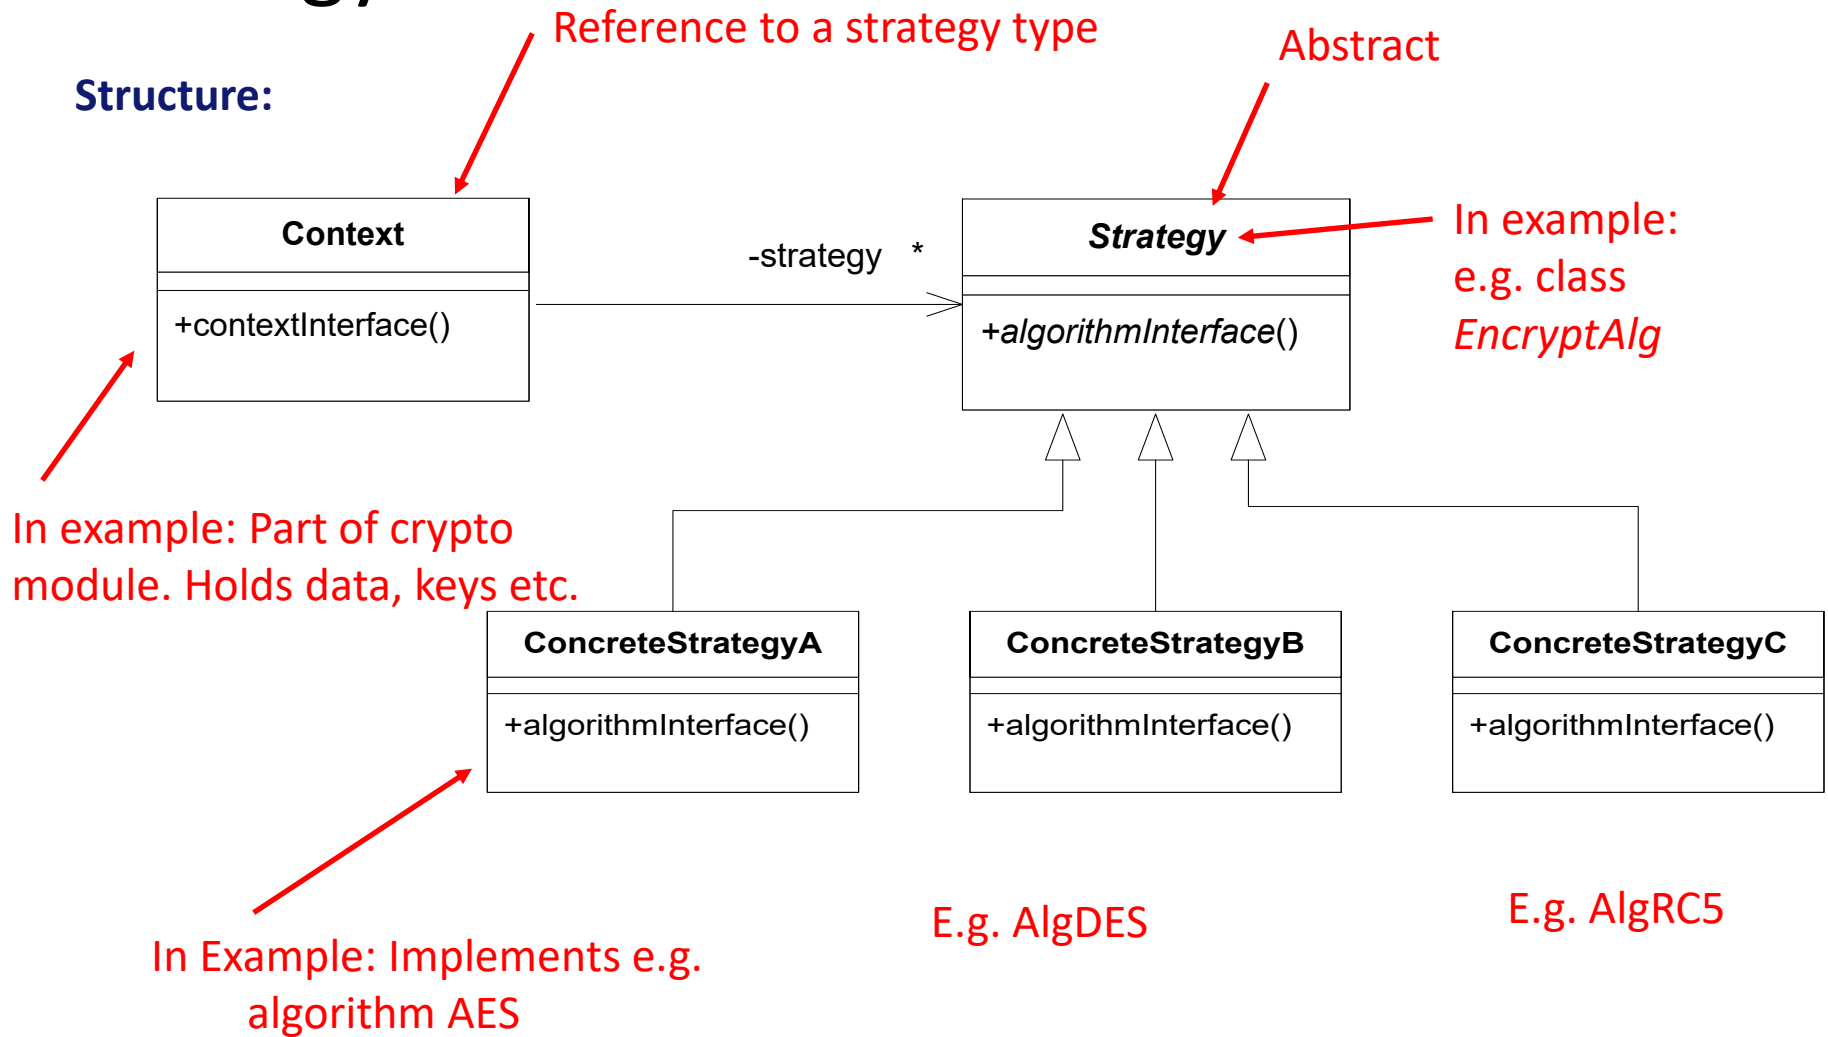 Reference to a strategy type
Abstract
Structure:
Context
-strategy *
Strategy
In example:
e.g. class
EncryptAlg
+contextInterface()
+algorithmInterface()
In example: Part of crypto
module. Holds data, keys etc.
ConcreteStrategyA
ConcreteStrategyB
ConcreteStrategyC
+algorithmInterface()
+algorithmInterface()
+algorithmInterface()
E.g. AlgDES
E.g. AlgRC5
In Example: Implements e.g.
algorithm AES